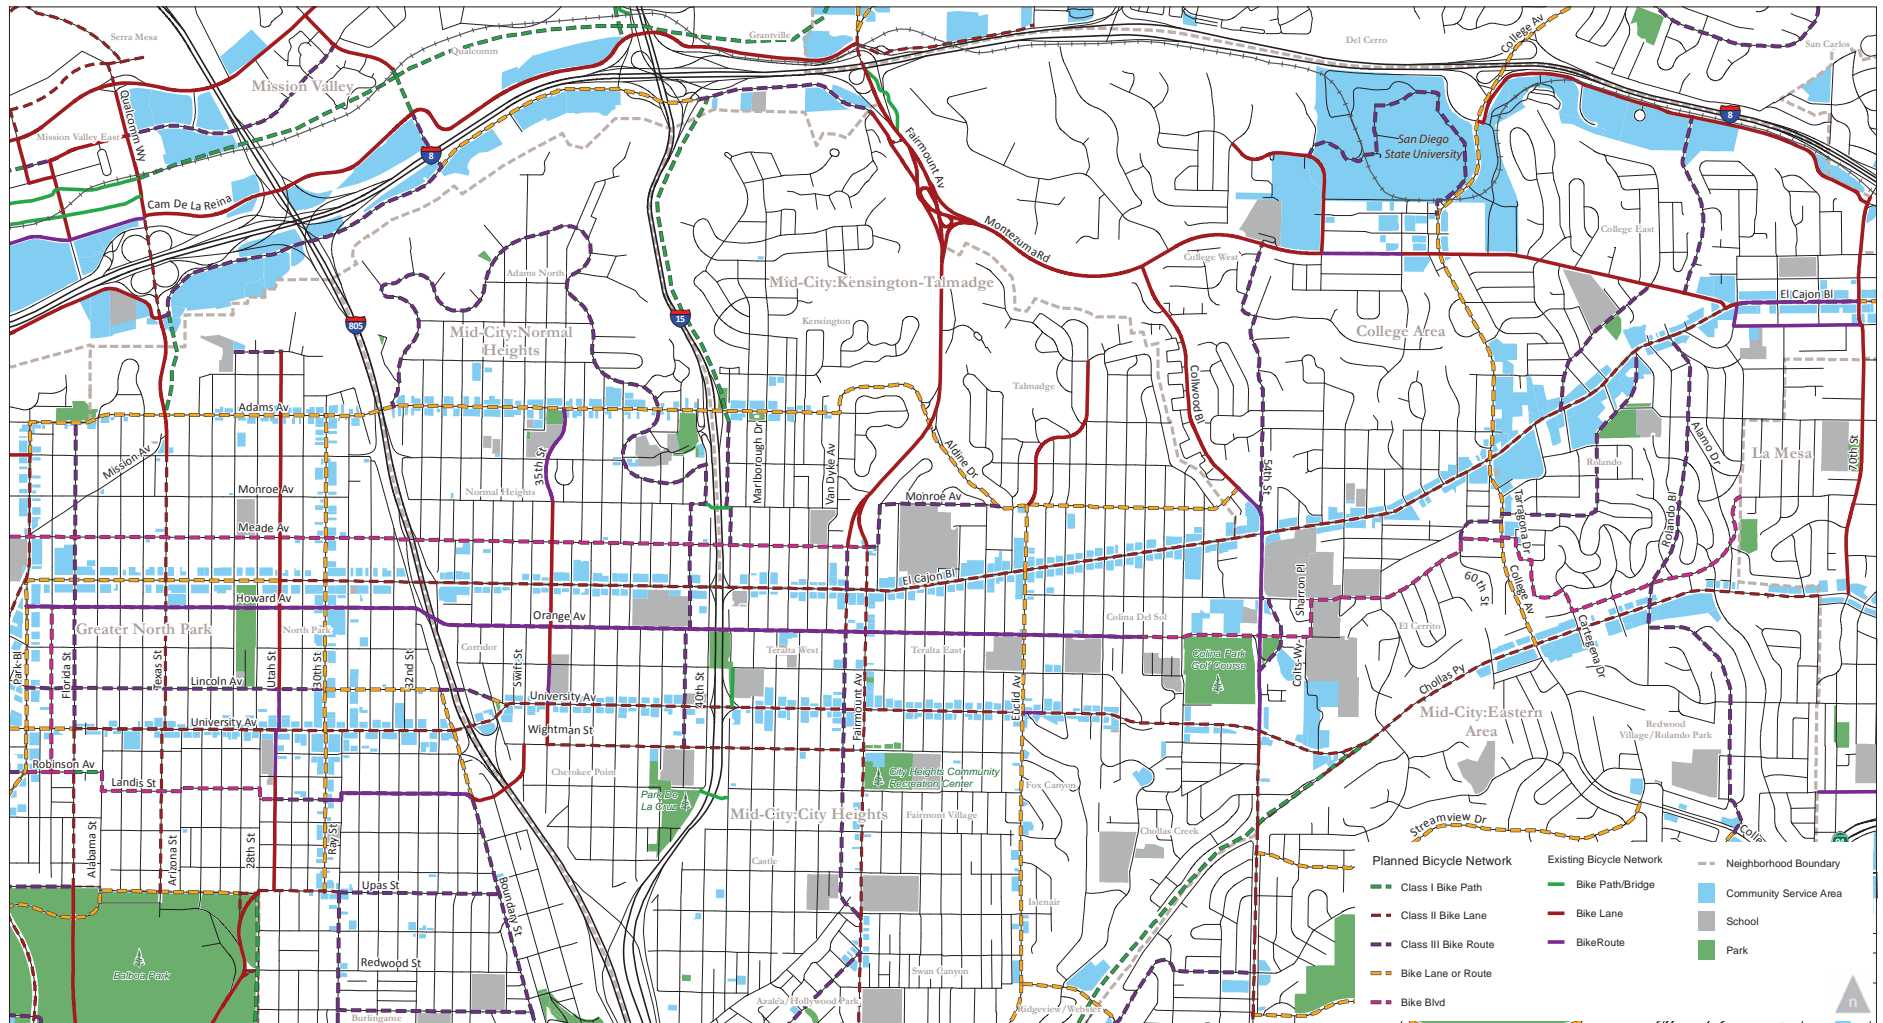 Serra Mesa
Grantville
College Av
Del Cerro
San Carlos
Qualcomm
Mission Valley
Qualcomm Wy
Mission Valley East
8
8
Fairmount Av
San Diego
State University
Cam De La Reina
Montezuma Rd
College East
College West
Adams North
Mid-City:Kensington-Talmadge
El Cajon Bl
805
15
Kensington
Mid-City:Normal
Heights
College Area
Talmadge
Collwood Bl
Adams Av
Mission Av
35th St
Marlborough Dr
Van Dyke Av
Aldine Dr
54th St
Rolando
Alamo Dr
La Mesa
70th St
Monroe Av
Normal Heights
Monroe Av
Meade Av
Tarragona Dr
Rolando Bl
El Cajon Bl
Sharron Pl
60th St
College Av
Howard Av
Orange Av
Colina Del Sol
Greater North Park
North Park
Corridor
Teralta West
Teralta East
El Cerrito
Cartegena Dr
Park Bl
Florida St
Texas St
Utah St
30th St
32nd St
Swift St
40th St
Colina Park
Golf Course
Colts Wy
Chollas Py
Lincoln Av
University Av
Fairmount Av
Euclid Av
University Av
Wightman St
Mid-City:Eastern
Area
Redwood
Village/Rolando Park
Robinson Av
Landis St
Cherokee Point
City Heights Community
Recreation Center
Fox Canyon
Park De
La Cruz
Mid-City:City Heights
Fairmont Village
Chollas Creek
Streamview Dr
Alabama St
Arizona St
28th St
Ray St
Castle
Upas St
Boundary St
Islenair
Redwood St
Balboa Park
Swan Canyon
Azalea/Hollywood Park
Ridgeview/Webster
Burlingame
Planned Bicycle Network
Class I Bike Path
Class II Bike Lane
Class III Bike Route
Bike Lane or Route
Bike Blvd
Existing Bicycle Network
Bike Path/Bridge
Bike Lane
BikeRoute
Neighborhood Boundary
Community Service Area
School
Park
n